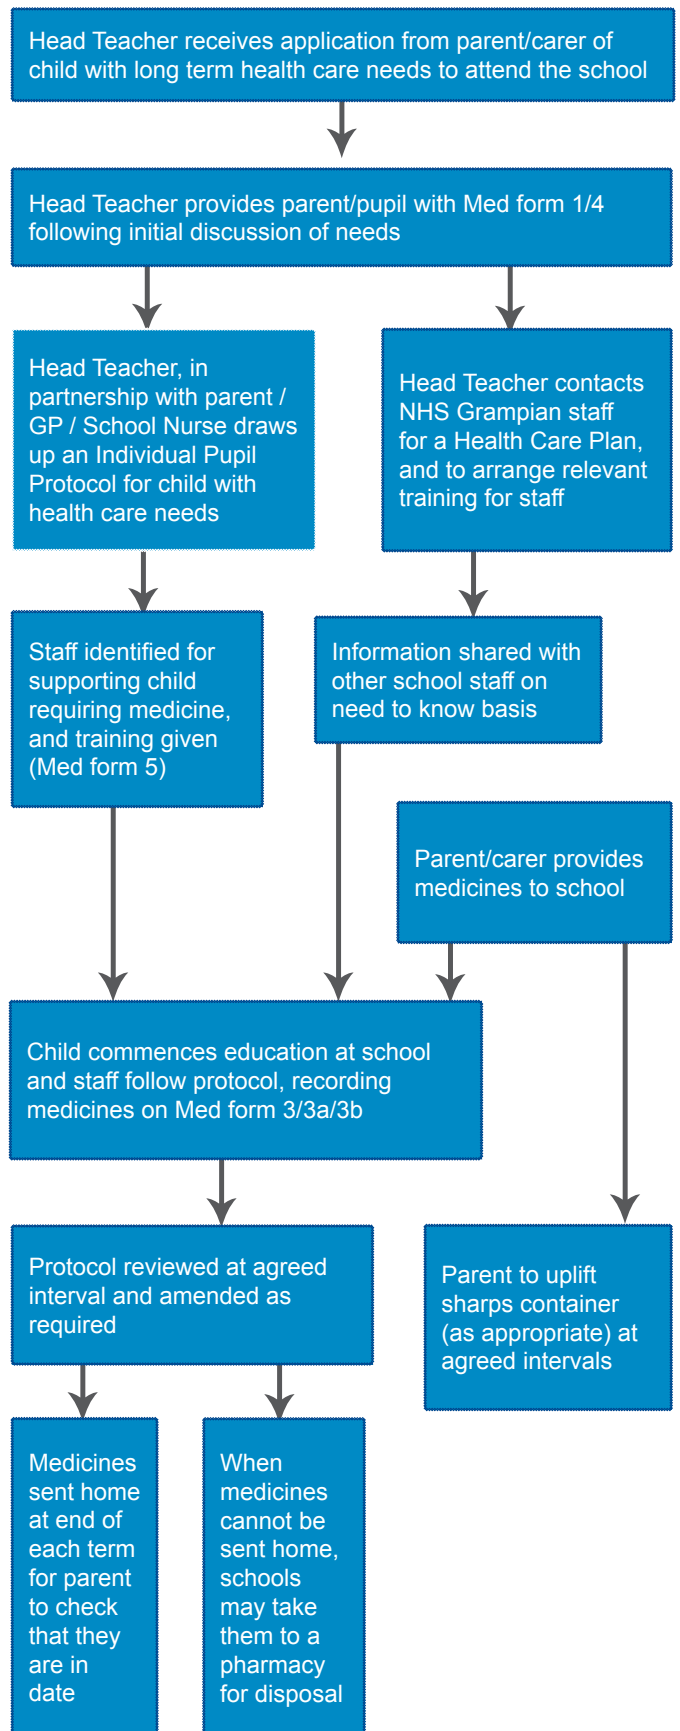 Head Teacher receives application from parent/carer of
child with long term health care needs to attend the school
Head Teacher provides parent/pupil with Med form 1/4
following initial discussion of needs
Head Teacher, in
partnership with parent /
GP / School Nurse draws
up an Individual Pupil
Protocol for child with
health care needs
Head Teacher contacts
NHS Grampian staff
for a Health Care Plan,
and to arrange relevant
training for staff
Staff identified for
supporting child
requiring medicine,
and training given
(Med form 5)
Information shared with
other school staff on
need to know basis
Parent/carer provides
medicines to school
Child commences education at school
and staff follow protocol, recording
medicines on Med form 3/3a/3b
Protocol reviewed at agreed
interval and amended as
required
Parent to uplift
sharps container
(as appropriate) at
agreed intervals
Medicines
sent home
at end of
each term
for parent
to check
that they
are in
date
When
medicines
cannot be
sent home,
schools
may take
them to a
pharmacy
for disposal